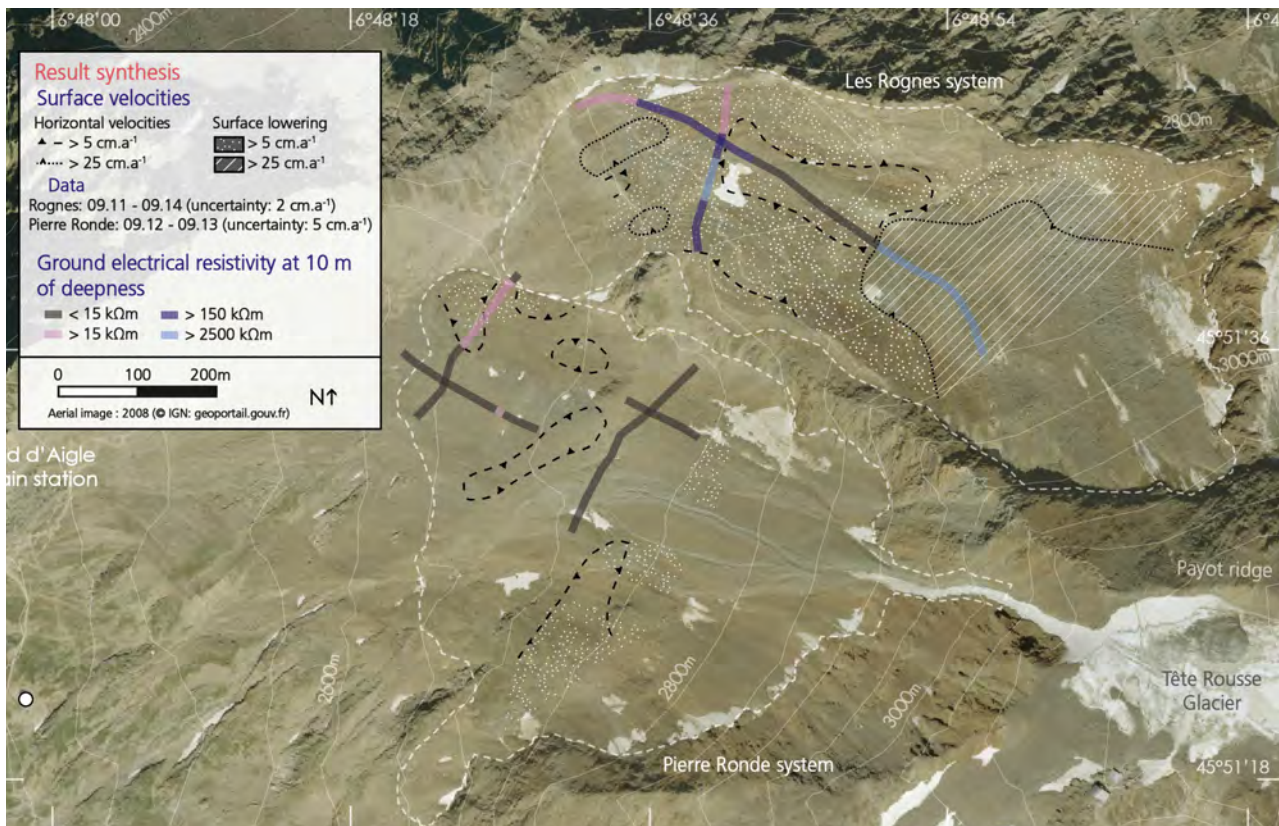 6°48'00
6°48'18
6°48'36
6°48'54
6°4
2400m
Result synthesis
Surface velocities
Horizontal velocities
Surface lowering
> 5 cm.a⁻¹
> 5 cm.a⁻¹
> 25 cm.a⁻¹
> 25 cm.a⁻¹
Data
Rognes: 09.11 - 09.14 (uncertainty: 2 cm.a⁻¹)
Pierre Ronde: 09.12 - 09.13 (uncertainty: 5 cm.a⁻¹)
Ground electrical resistivity at 10 m
of deepness
< 15 kΩm
> 150 kΩm
> 15 kΩm
> 2500 kΩm
0 100 200m
N↑
Aerial image : 2008 (© IGN: geoportail.gouv.fr)
Les Rognes system
2800m
45°51'36
3000m
d d'Aigle
ain station
Payot ridge
Tête Rousse
Glacier
2600m
2800m
3000m
Pierre Ronde system
45°51'18